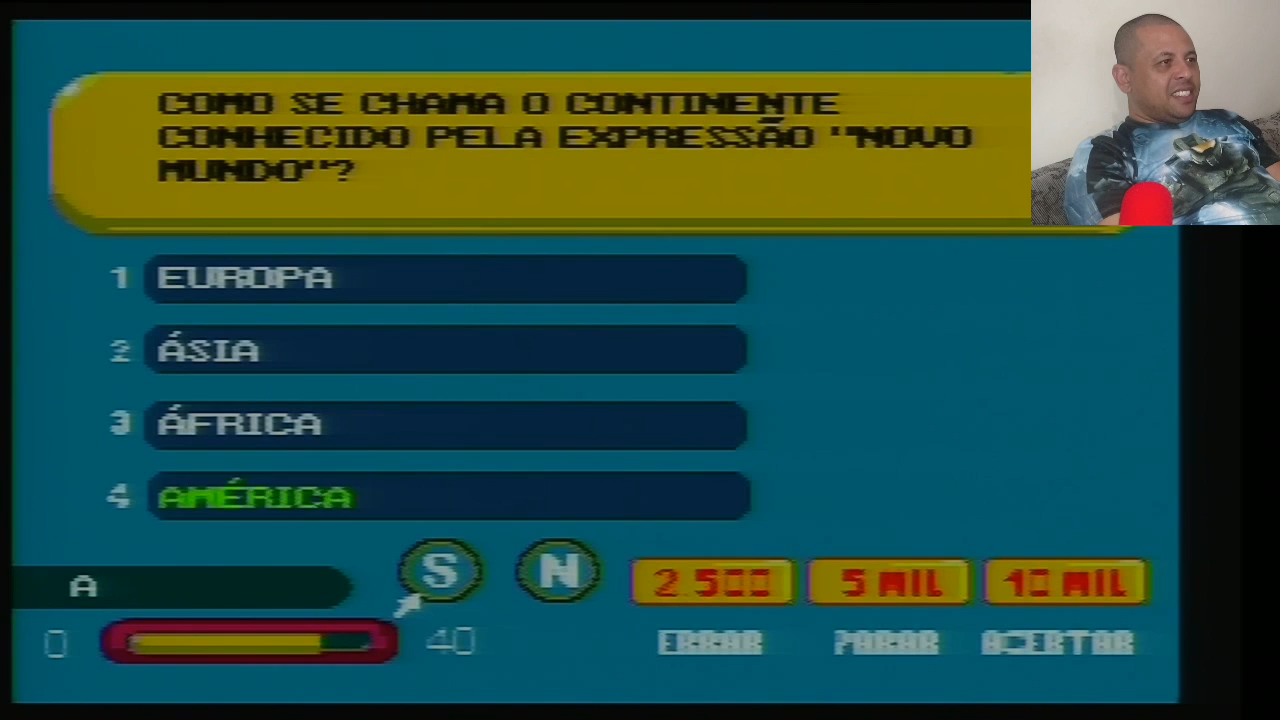 COMO SE CHAMA O CONTINENTE
CONHECIDO PELA EXPRESSÃO "NOVO
MUNDO"?
1 EUROPA
2 ÁSIA
3 ÁFRICA
4 AMÉRICA
A S N 2 500 5 MIL 10 MIL
0 40 ERRAR PARAR ACERTAR